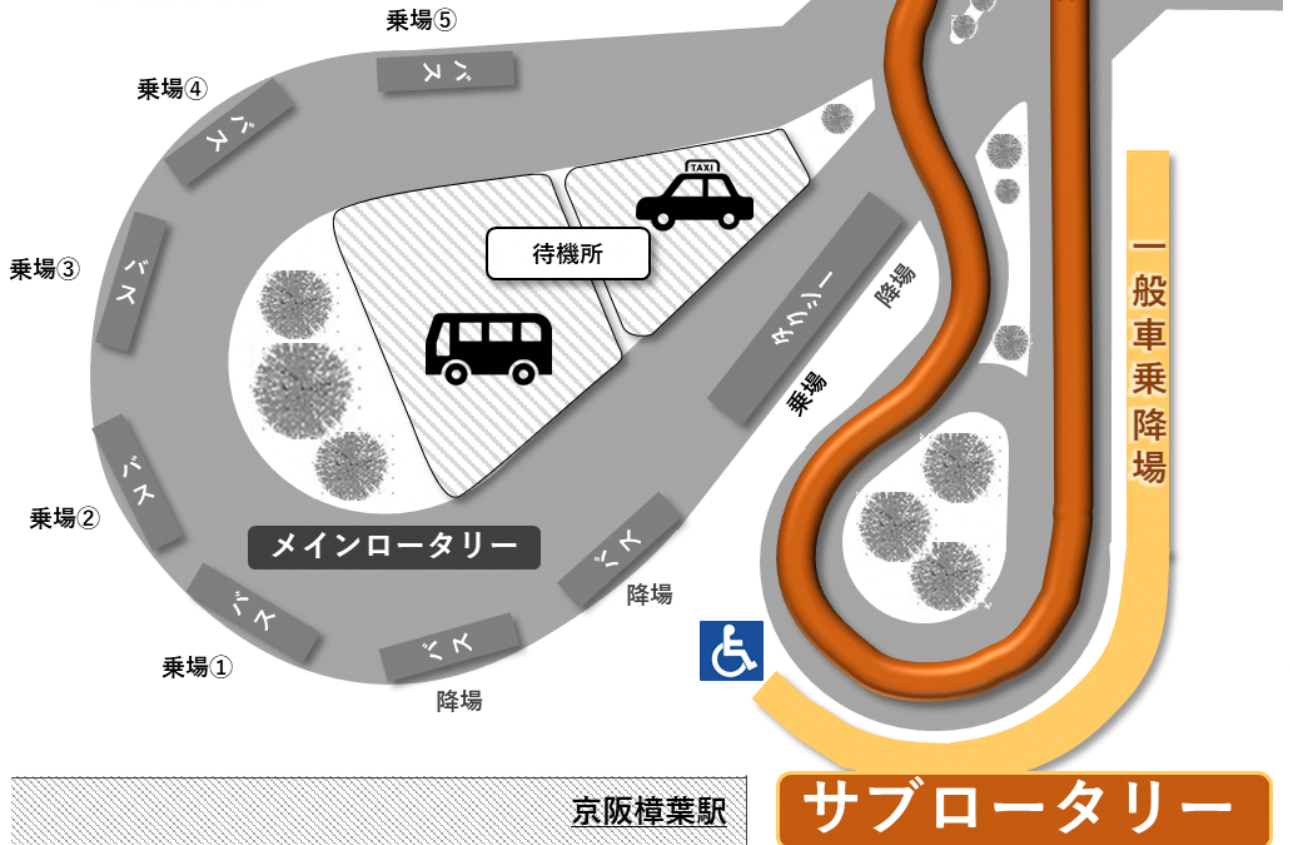 乗場⑤
バス
乗場④
バス
TAXI
待機所
乗場③
バス
タクシー
降場
乗場
一般車乗降場
乗場②
バス
メインロータリー
バス
降場
バス
乗場①
バス
降場
京阪樟葉駅
サブロータリー